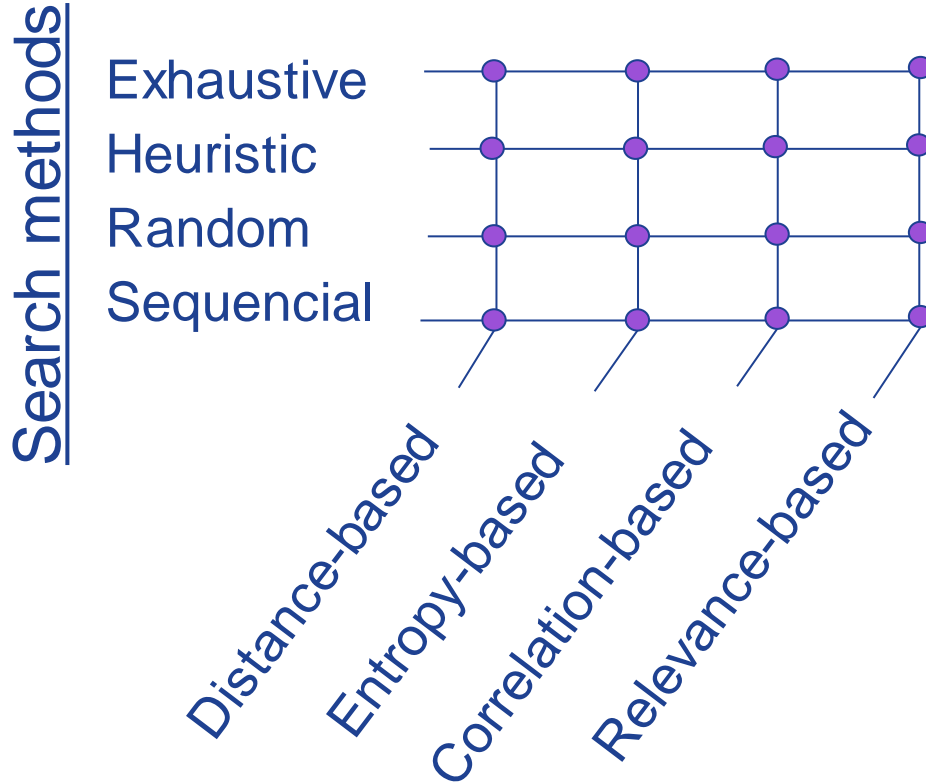 Search methods
Exhaustive
Heuristic
Random
Sequencial
Distance-based
Entropy-based
Correlation-based
Relevance-based